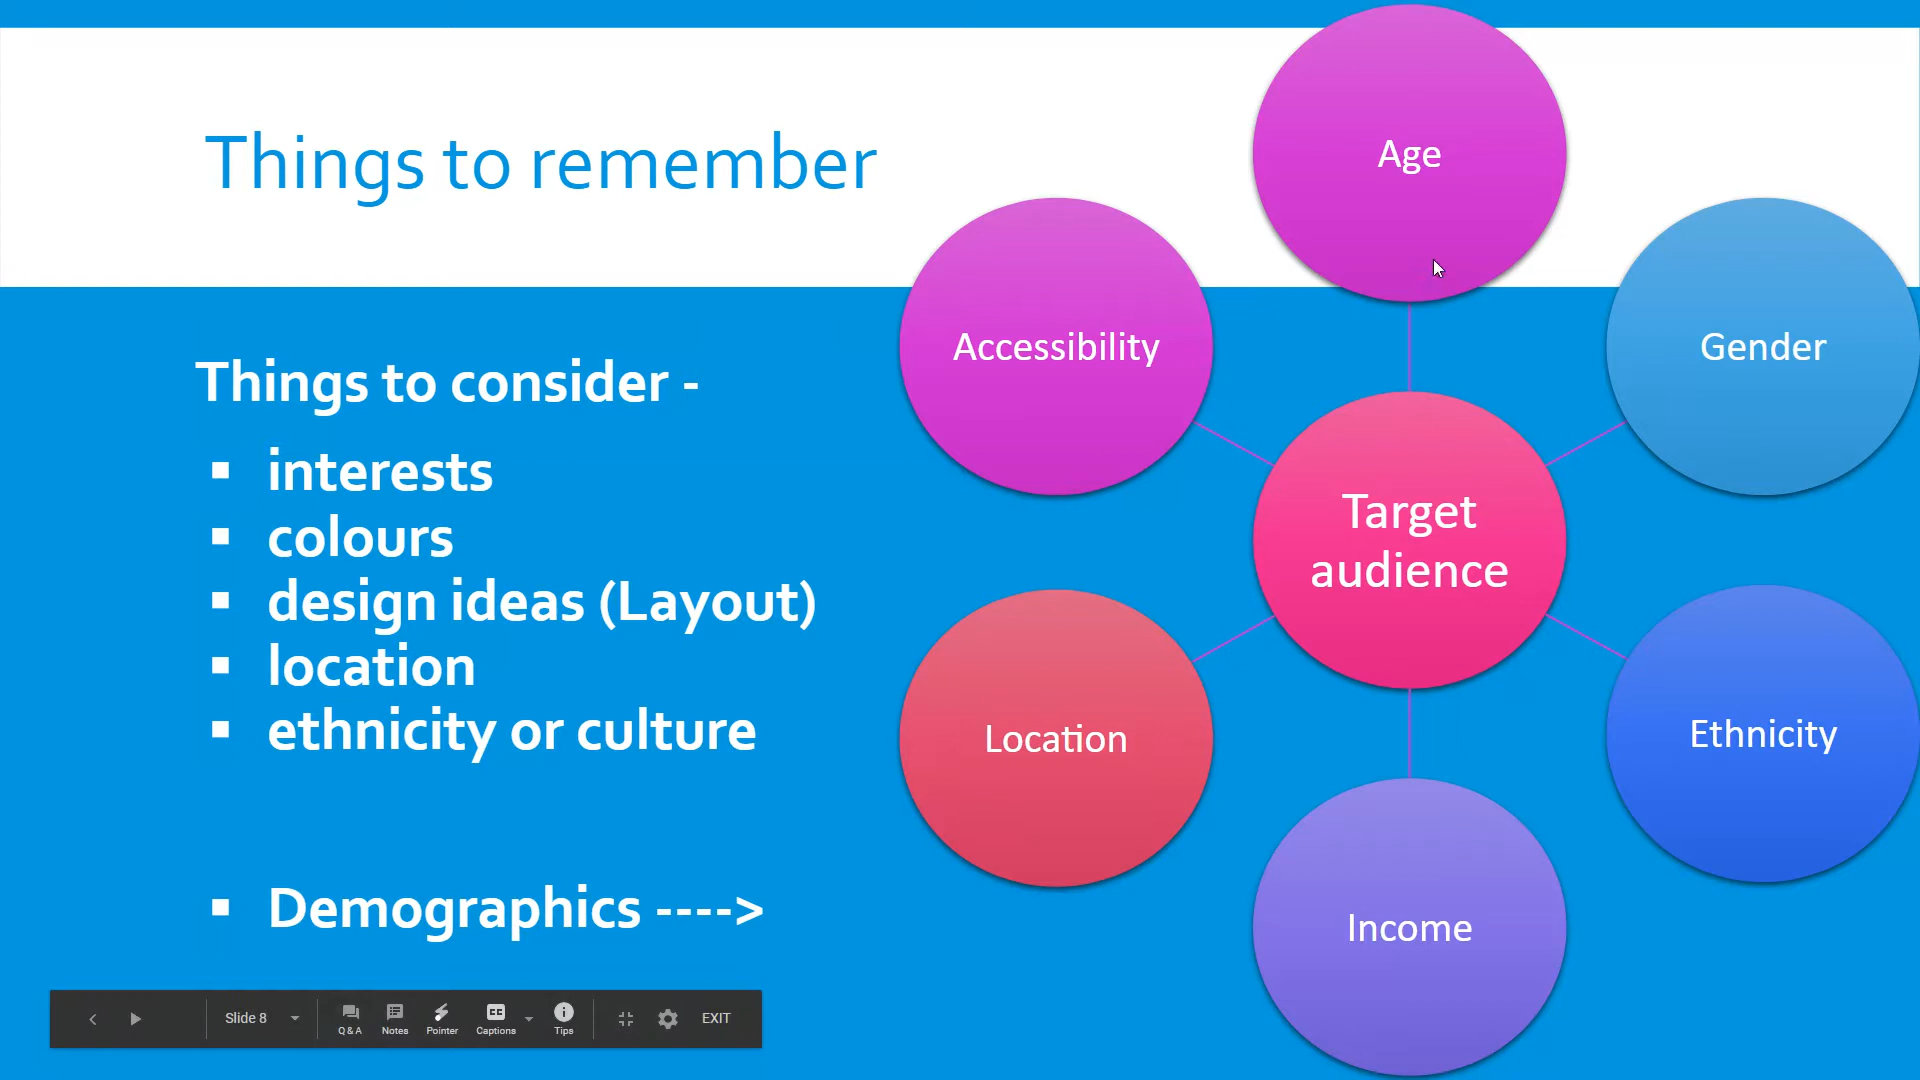 Things to remember
Things to consider -
▪ interests
▪ colours
▪ design ideas (Layout)
▪ location
▪ ethnicity or culture
▪ Demographics ---->
Age
Accessibility
Gender
Target
audience
Location
Ethnicity
Income
Slide 8
Q & A
Notes
Pointer
CC
Captions
Tips
EXIT